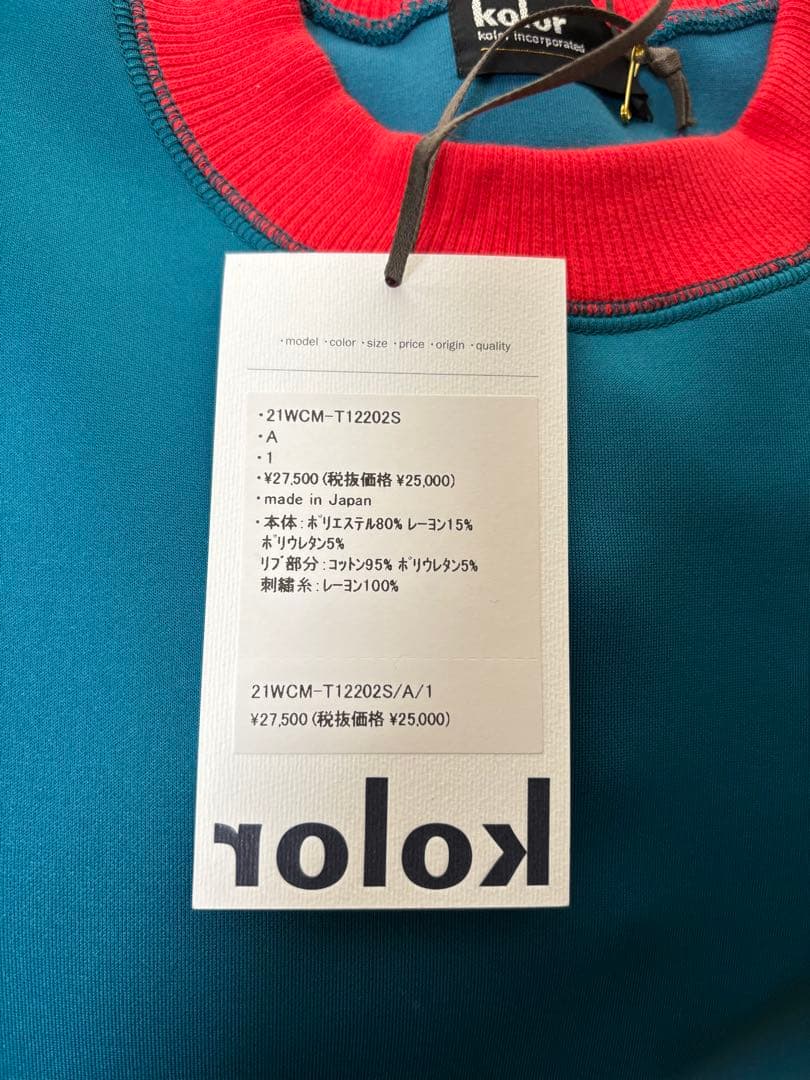 kolor
kolor incorporated
・model ・color ・size ・price ・origin ・quality
・21WCM-T12202S
・A
・1
・¥27,500(税抜価格 ¥25,000)
・made in Japan
・本体:ﾎﾟﾘｴｽﾃﾙ80% ﾚｰﾖﾝ15%
ﾎﾟﾘｳﾚﾀﾝ5%
ﾘﾌﾞ部分:ｺｯﾄﾝ95% ﾎﾟﾘｳﾚﾀﾝ5%
刺繡糸:ﾚｰﾖﾝ100%
21WCM-T12202S/A/1
¥27,500(税抜価格 ¥25,000)
kolor